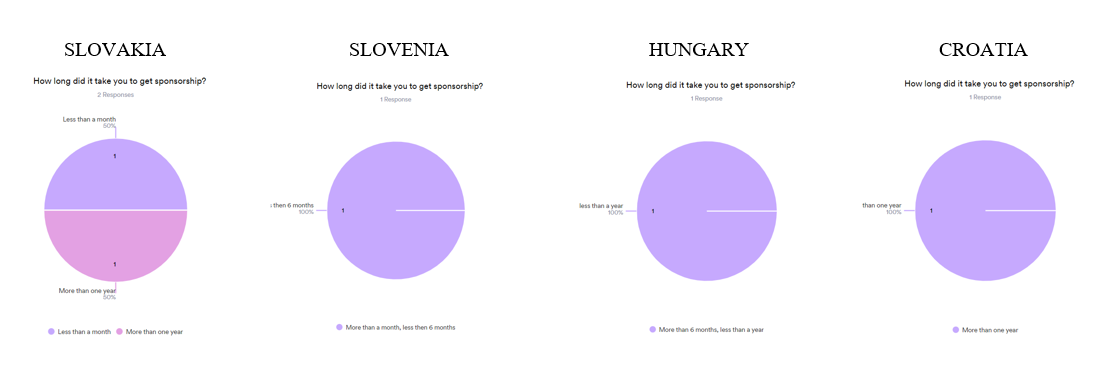 SLOVAKIA
How long did it take you to get sponsorship?
2 Responses
Less than a month
50%
1
1
More than one year
50%
Less than a month
More than one year
SLOVENIA
How long did it take you to get sponsorship?
1 Response
then 6 months
100%
1
More than a month, less then 6 months
HUNGARY
How long did it take you to get sponsorship?
1 Response
less than a year
100%
1
More than 6 months, less than a year
CROATIA
How long did it take you to get sponsorship?
1 Response
than one year
100%
1
More than one year